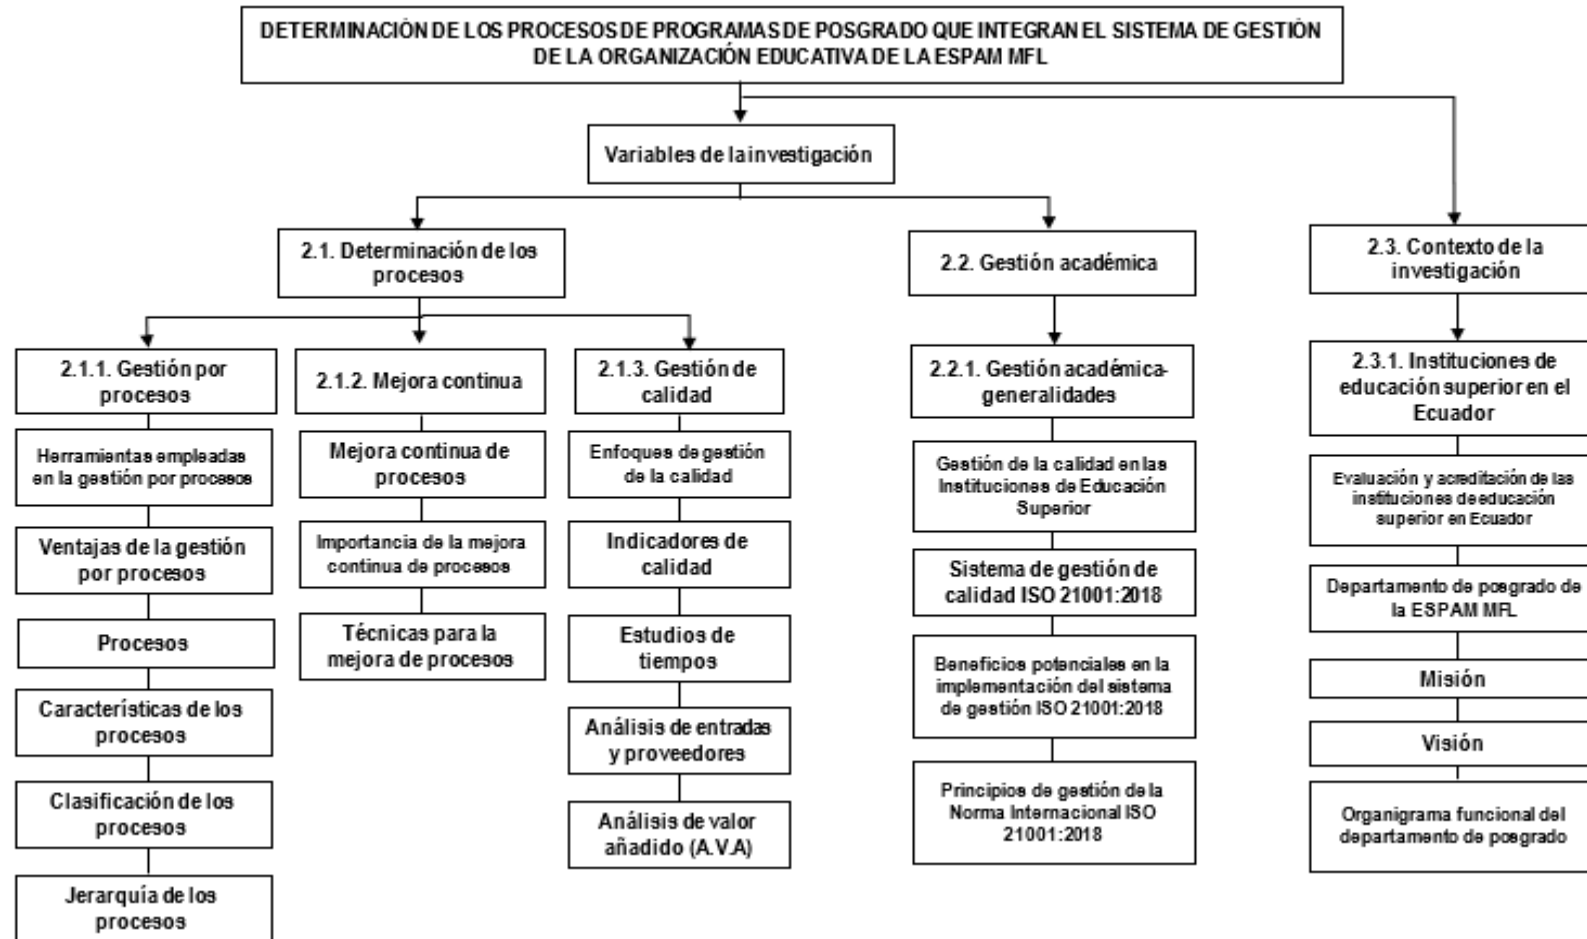 DETERMINACIÓN DE LOS PROCESOS DE PROGRAMAS DE POSGRADO QUE INTEGRAN EL SISTEMA DE GESTIÓN
DE LA ORGANIZACIÓN EDUCATIVA DE LA ESPAM MFL
Variables de la investigación
2.1. Determinación de los
procesos
2.2. Gestión académica
2.3. Contexto de la
investigación
2.1.1. Gestión por
procesos
Herramientas empleadas
en la gestión por procesos
Ventajas de la gestión
por procesos
Procesos
Características de los
procesos
Clasificación de los
procesos
Jerarquía de los
procesos
2.1.2. Mejora continua
Mejora continua de
procesos
Importancia de la mejora
continua de procesos
Técnicas para la
mejora de procesos
2.1.3. Gestión de
calidad
Enfoques de gestión
de la calidad
Indicadores de
calidad
Estudios de
tiempos
Análisis de entradas
y proveedores
Análisis de valor
añadido (A.V.A)
2.2.1. Gestión académica-
generalidades
Gestión de la calidad en las
Instituciones de Educación
Superior
Sistema de gestión de
calidad ISO 21001:2018
Beneficios potenciales en la
implementación del sistema
de gestión ISO 21001:2018
Principios de gestión de la
Norma Internacional ISO
21001:2018
2.3.1. Instituciones de
educación superior en el
Ecuador
Evaluación y acreditación de las
instituciones de educación
superior en Ecuador
Departamento de posgrado de
la ESPAM MFL
Misión
Visión
Organigrama funcional del
departamento de posgrado